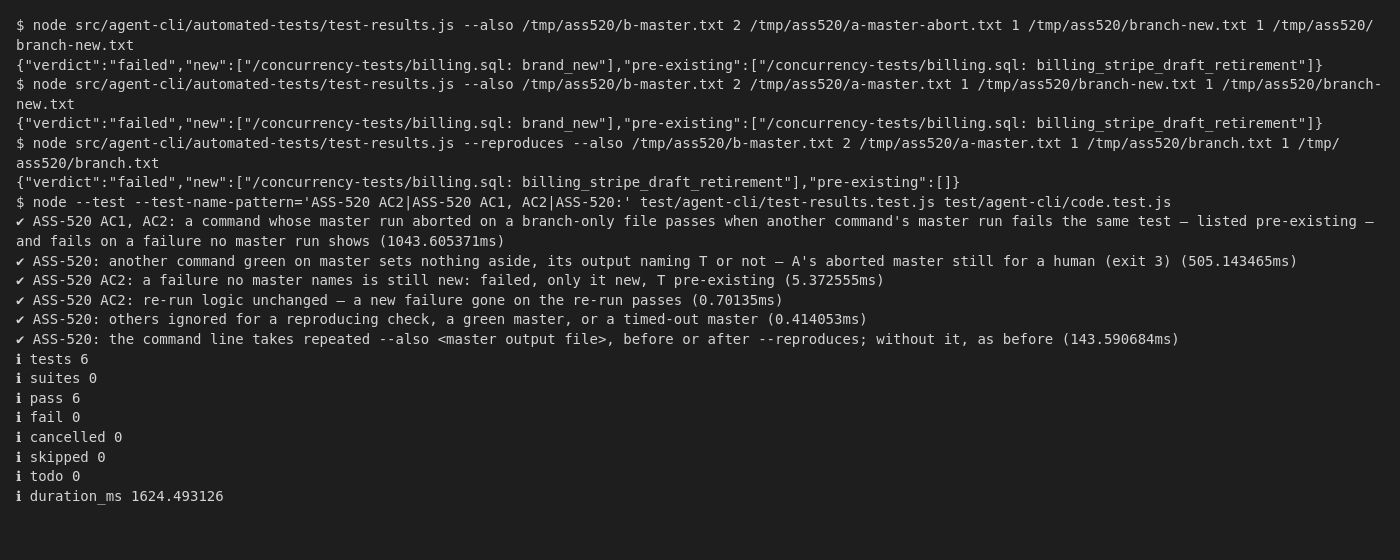 $ node src/agent-cli/automated-tests/test-results.js --also /tmp/ass520/b-master.txt 2 /tmp/ass520/a-master-abort.txt 1 /tmp/ass520/branch-new.txt 1 /tmp/ass520/
branch-new.txt
{"verdict":"failed","new":["/concurrency-tests/billing.sql: brand_new"],"pre-existing":["/concurrency-tests/billing.sql: billing_stripe_draft_retirement"]}
$ node src/agent-cli/automated-tests/test-results.js --also /tmp/ass520/b-master.txt 2 /tmp/ass520/a-master.txt 1 /tmp/ass520/branch-new.txt 1 /tmp/ass520/branch-
new.txt
{"verdict":"failed","new":["/concurrency-tests/billing.sql: brand_new"],"pre-existing":["/concurrency-tests/billing.sql: billing_stripe_draft_retirement"]}
$ node src/agent-cli/automated-tests/test-results.js --reproduces --also /tmp/ass520/b-master.txt 2 /tmp/ass520/a-master.txt 1 /tmp/ass520/branch.txt 1 /tmp/
ass520/branch.txt
{"verdict":"failed","new":["/concurrency-tests/billing.sql: billing_stripe_draft_retirement"],"pre-existing":[]}
$ node --test --test-name-pattern='ASS-520 AC2|ASS-520 AC1, AC2|ASS-520:' test/agent-cli/test-results.test.js test/agent-cli/code.test.js
✔ ASS-520 AC1, AC2: a command whose master run aborted on a branch-only file passes when another command's master run fails the same test — listed pre-existing —
and fails on a failure no master run shows (1043.605371ms)
✔ ASS-520: another command green on master sets nothing aside, its output naming T or not — A's aborted master still for a human (exit 3) (505.143465ms)
✔ ASS-520 AC2: a failure no master names is still new: failed, only it new, T pre-existing (5.372555ms)
✔ ASS-520 AC2: re-run logic unchanged — a new failure gone on the re-run passes (0.70135ms)
✔ ASS-520: others ignored for a reproducing check, a green master, or a timed-out master (0.414053ms)
✔ ASS-520: the command line takes repeated --also <master output file>, before or after --reproduces; without it, as before (143.590684ms)
ℹ tests 6
ℹ suites 0
ℹ pass 6
ℹ fail 0
ℹ cancelled 0
ℹ skipped 0
ℹ todo 0
ℹ duration_ms 1624.493126